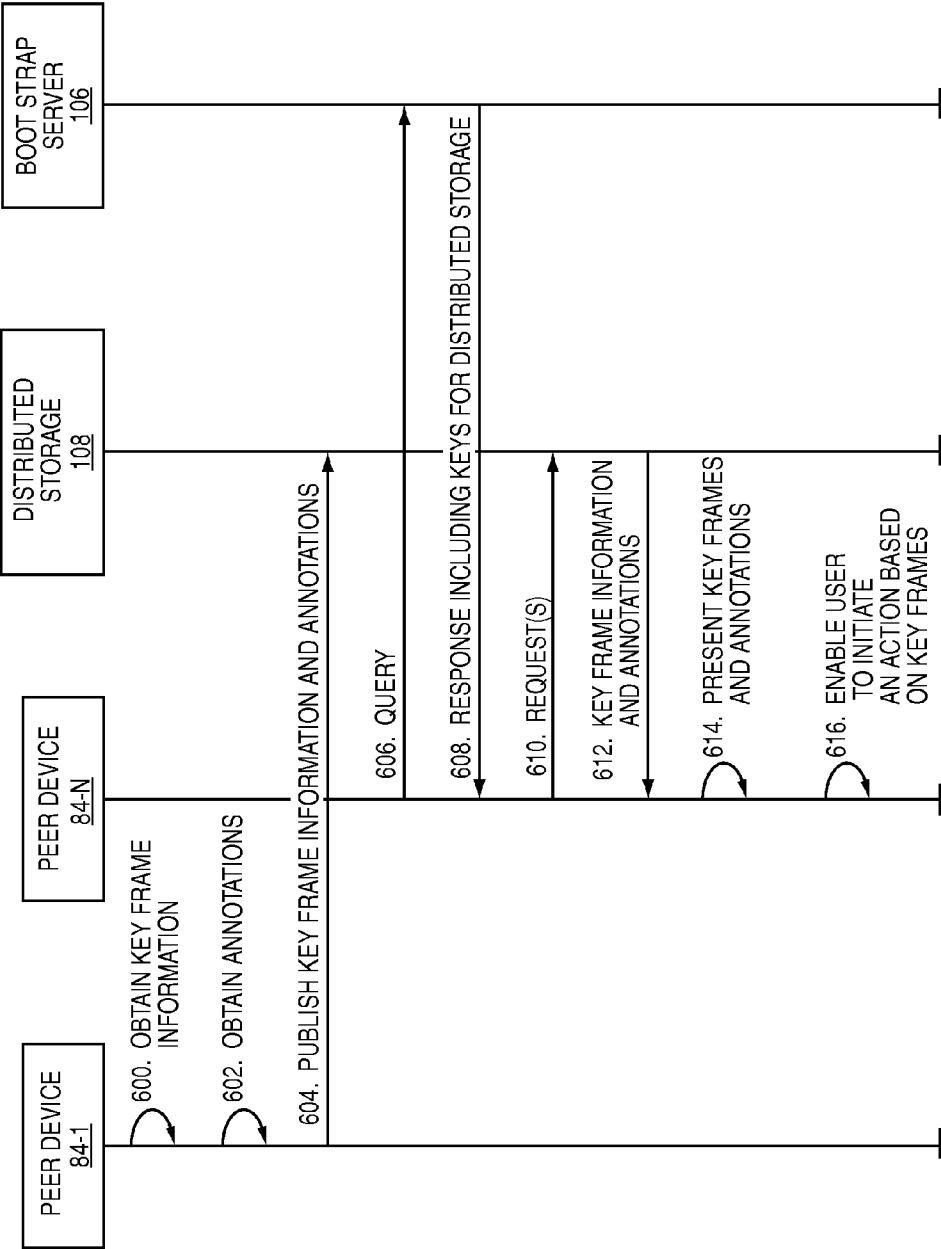 PEER DEVICE
84-1
PEER DEVICE
84-N
DISTRIBUTED
STORAGE
108
BOOT STRAP
SERVER
106
600. OBTAIN KEY FRAME
INFORMATION
602. OBTAIN ANNOTATIONS
604. PUBLISH KEY FRAME INFORMATION AND ANNOTATIONS
606. QUERY
608. RESPONSE INCLUDING KEYS FOR DISTRIBUTED STORAGE
610. REQUEST(S)
612. KEY FRAME INFORMATION
AND ANNOTATIONS
614. PRESENT KEY FRAMES
AND ANNOTATIONS
616. ENABLE USER
TO INITIATE
AN ACTION BASED
ON KEY FRAMES